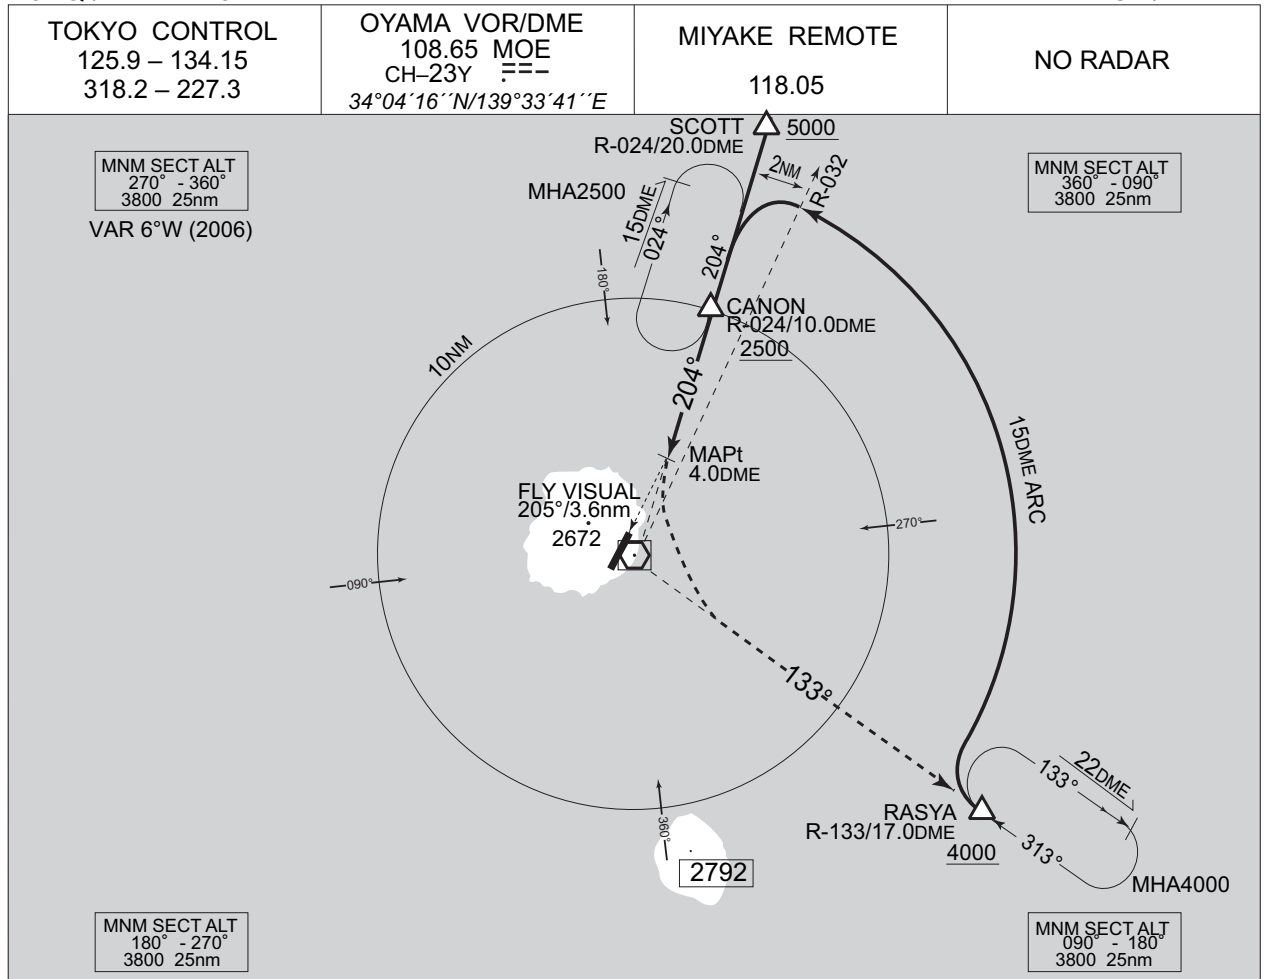 TOKYO CONTROL
125.9 – 134.15
318.2 – 227.3
OYAMA VOR/DME
108.65 MOE
CH–23Y
34°04´16´´N/139°33´41´´E
MIYAKE REMOTE
118.05
NO RADAR
MNM SECT ALT
270° - 360°
3800 25nm
VAR 6°W (2006)
SCOTT
R-024/20.0DME
5000
MHA2500
15DME
024°
2NM
R-032
204°
MNM SECT ALT
360° - 090°
3800 25nm
180°
10NM
CANON
R-024/10.0DME
2500
204°
MAPt
4.0DME
15DME ARC
FLY VISUAL
205°/3.6nm
2672
270°
090°
133°
360°
2792
RASYA
R-133/17.0DME
4000
22DME
133°
313°
MHA4000
MNM SECT ALT
180° - 270°
3800 25nm
MNM SECT ALT
090° - 180°
3800 25nm